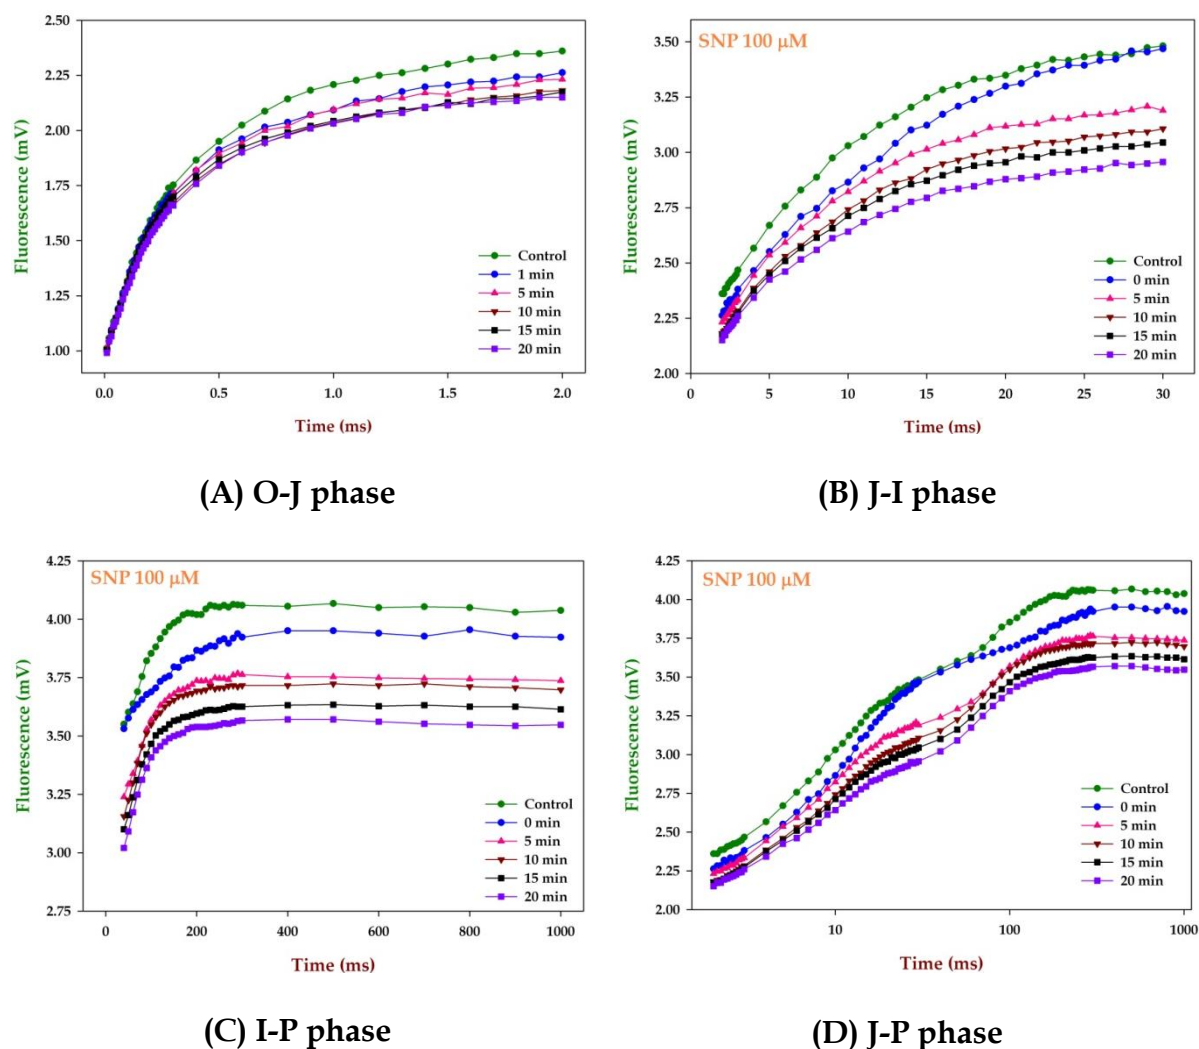 2.50
2.25
2.00
1.75
1.50
1.25
1.00
Fluorescence (mV)
Control
1 min
5 min
10 min
15 min
20 min
0.0 0.5 1.0 1.5 2.0
Time (ms)
(A) O-J phase
SNP 100 µM
3.50
3.25
3.00
2.75
2.50
2.25
2.00
Fluorescence (mV)
Control
0 min
5 min
10 min
15 min
20 min
0 5 10 15 20 25 30
Time (ms)
(B) J-I phase
SNP 100 µM
4.25
4.00
3.75
3.50
3.25
3.00
2.75
Fluorescence (mV)
Control
0 min
5 min
10 min
15 min
20 min
0 200 400 600 800 1000
Time (ms)
(C) I-P phase
SNP 100 µM
4.25
4.00
3.75
3.50
3.25
3.00
2.75
2.50
2.25
2.00
Fluorescence (mV)
Control
0 min
5 min
10 min
15 min
20 min
10 100 1000
Time (ms)
(D) J-P phase